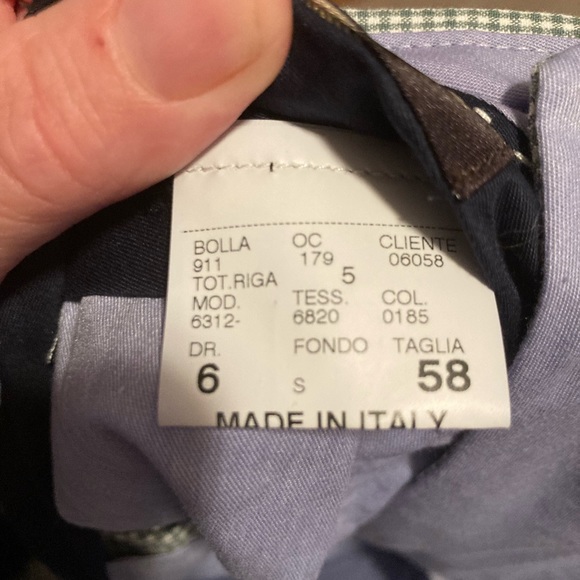 BOLLA OC CLIENTE
911 179 06058
TOT.RIGA 5
MOD. TESS. COL.
6312- 6820 0185
DR. FONDO TAGLIA
6 S 58
MADE IN ITALY